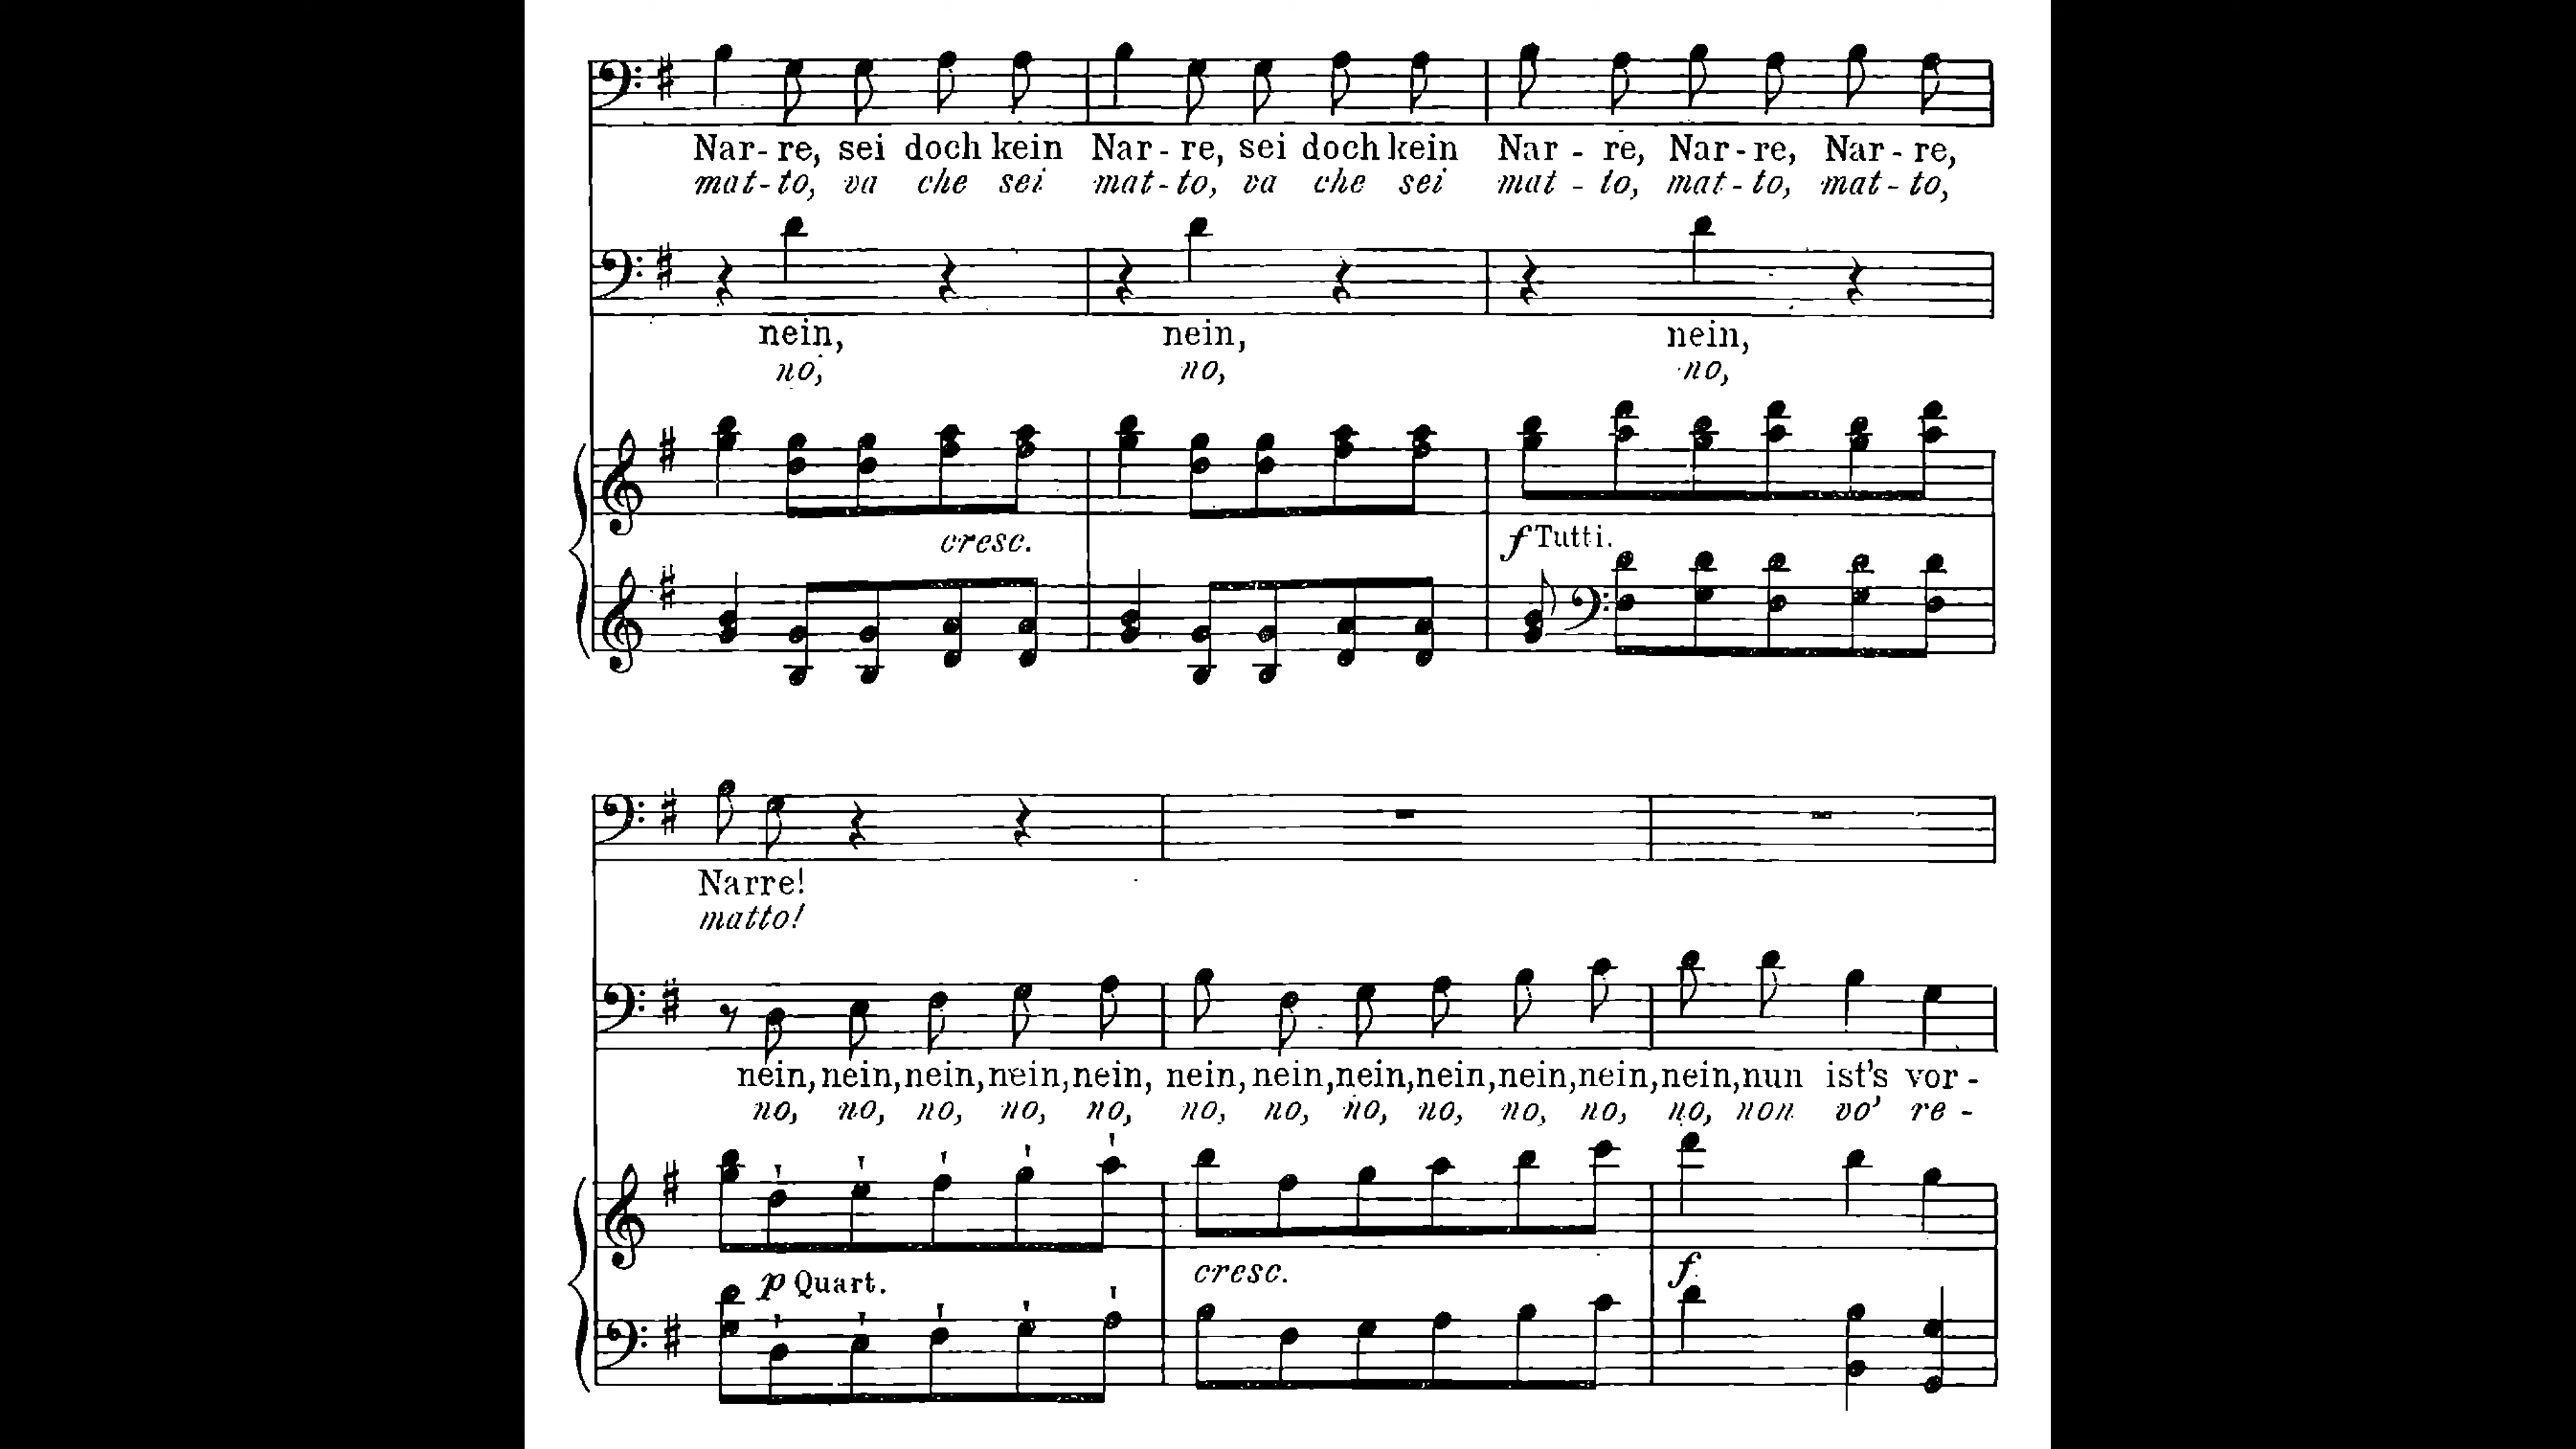 Nar- re, sei doch kein Nar - re, sei doch kein Nar - re, Nar - re, Nar - re,
mat - to, va che sei mat - to, va che sei mat - to, mat - to, mat - to,
nein, nein, nein,
no, no, no,
cresc. f Tutti.
Narre!
matto!
nein, nein, nein, nein, nein, nein, nein, nein, nein, nein, nein, nein, nun ist's vor -
no, no, no, no, no, no, no, no, no, no, no, no, non vo' re -
p Quart. cresc. f